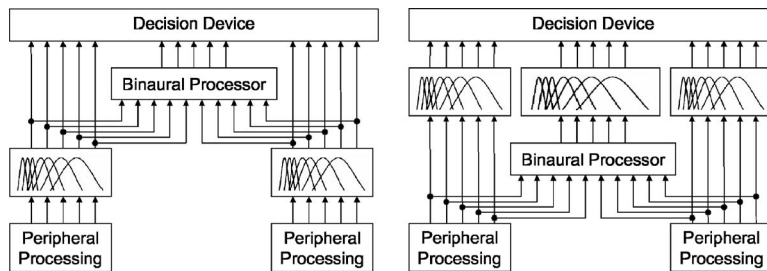 Decision Device
Binaural Processor
Peripheral
Processing
Peripheral
Processing
Decision Device
Binaural Processor
Peripheral
Processing
Peripheral
Processing